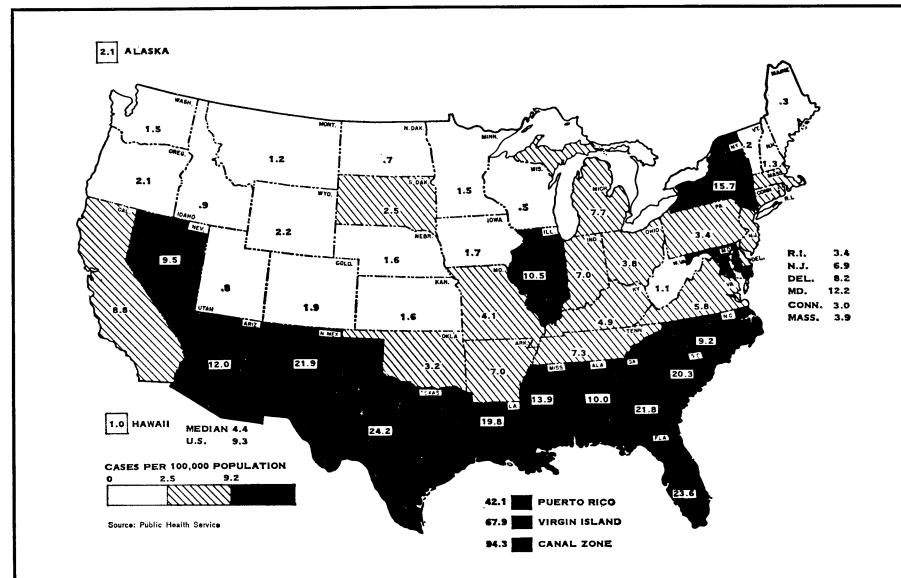 2.1 ALASKA
MAINE
.3
WASH.
1.5
MONT.
1.2
N. DAK.
.7
MINN.
1.5
VT.
.2
N.H.
1.3
OREG.
2.1
IDAHO
.9
WYO.
2.2
S. DAK.
2.5
WIS.
.5
MICH.
7.7
N.Y.
15.7
MASS.
CONN.
R.I.
CAL.
8.8
NEV.
9.5
UTAH
.8
COLO.
1.9
NEBR.
1.6
IOWA
1.7
ILL.
10.5
IND.
7.0
OHIO
3.8
PA.
3.4
N.J.
DEL.
MD.
W.VA.
1.1
VA.
5.8
KAN.
1.6
MO.
4.1
KY.
4.9
TENN.
7.3
N.C.
9.2
S.C.
20.3
ARIZ.
12.0
N. MEX.
21.9
OKLA.
3.2
ARK.
7.0
TEXAS
24.2
LA.
19.8
MISS.
13.9
ALA.
10.0
GA.
21.8
FLA.
23.6
R.I. 3.4
N.J. 6.9
DEL. 8.2
MD. 12.2
CONN. 3.0
MASS. 3.9
1.0 HAWAII
MEDIAN 4.4
U.S. 9.3
CASES PER 100,000 POPULATION
0 2.5 9.2
Source: Public Health Service
42.1 PUERTO RICO
67.9 VIRGIN ISLAND
94.3 CANAL ZONE